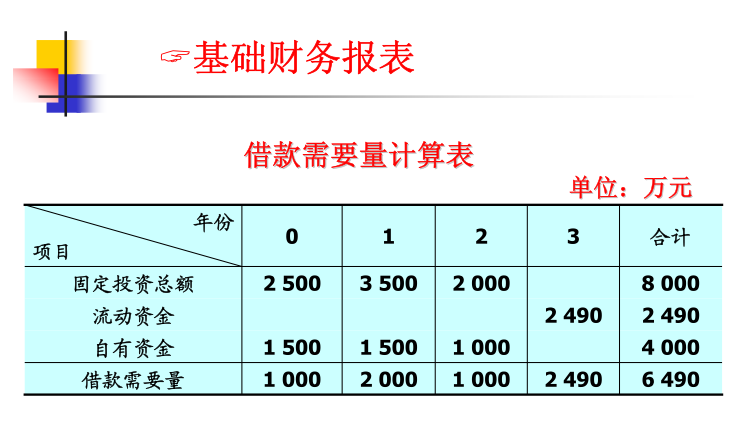 ☞基础财务报表
借款需要量计算表
单位：万元
年份
项目 0 1 2 3 合计
固定投资总额 2 500 3 500 2 000 8 000
流动资金 2 490 2 490
自有资金 1 500 1 500 1 000 4 000
借款需要量 1 000 2 000 1 000 2 490 6 490